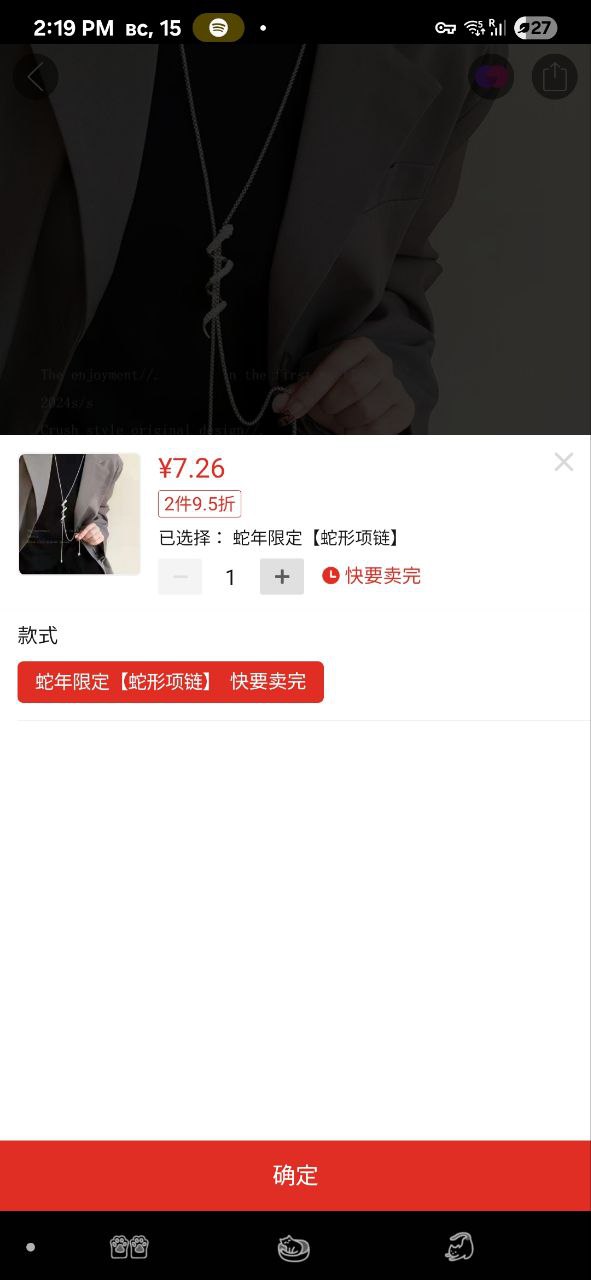 2:19 PM вс, 15
27
The enjoyment//. in the first
2024s/s
Crush style original design/
¥7.26
2件9.5折
已选择： 蛇年限定【蛇形项链】
1
快要卖完
款式
蛇年限定【蛇形项链】 快要卖完
确定